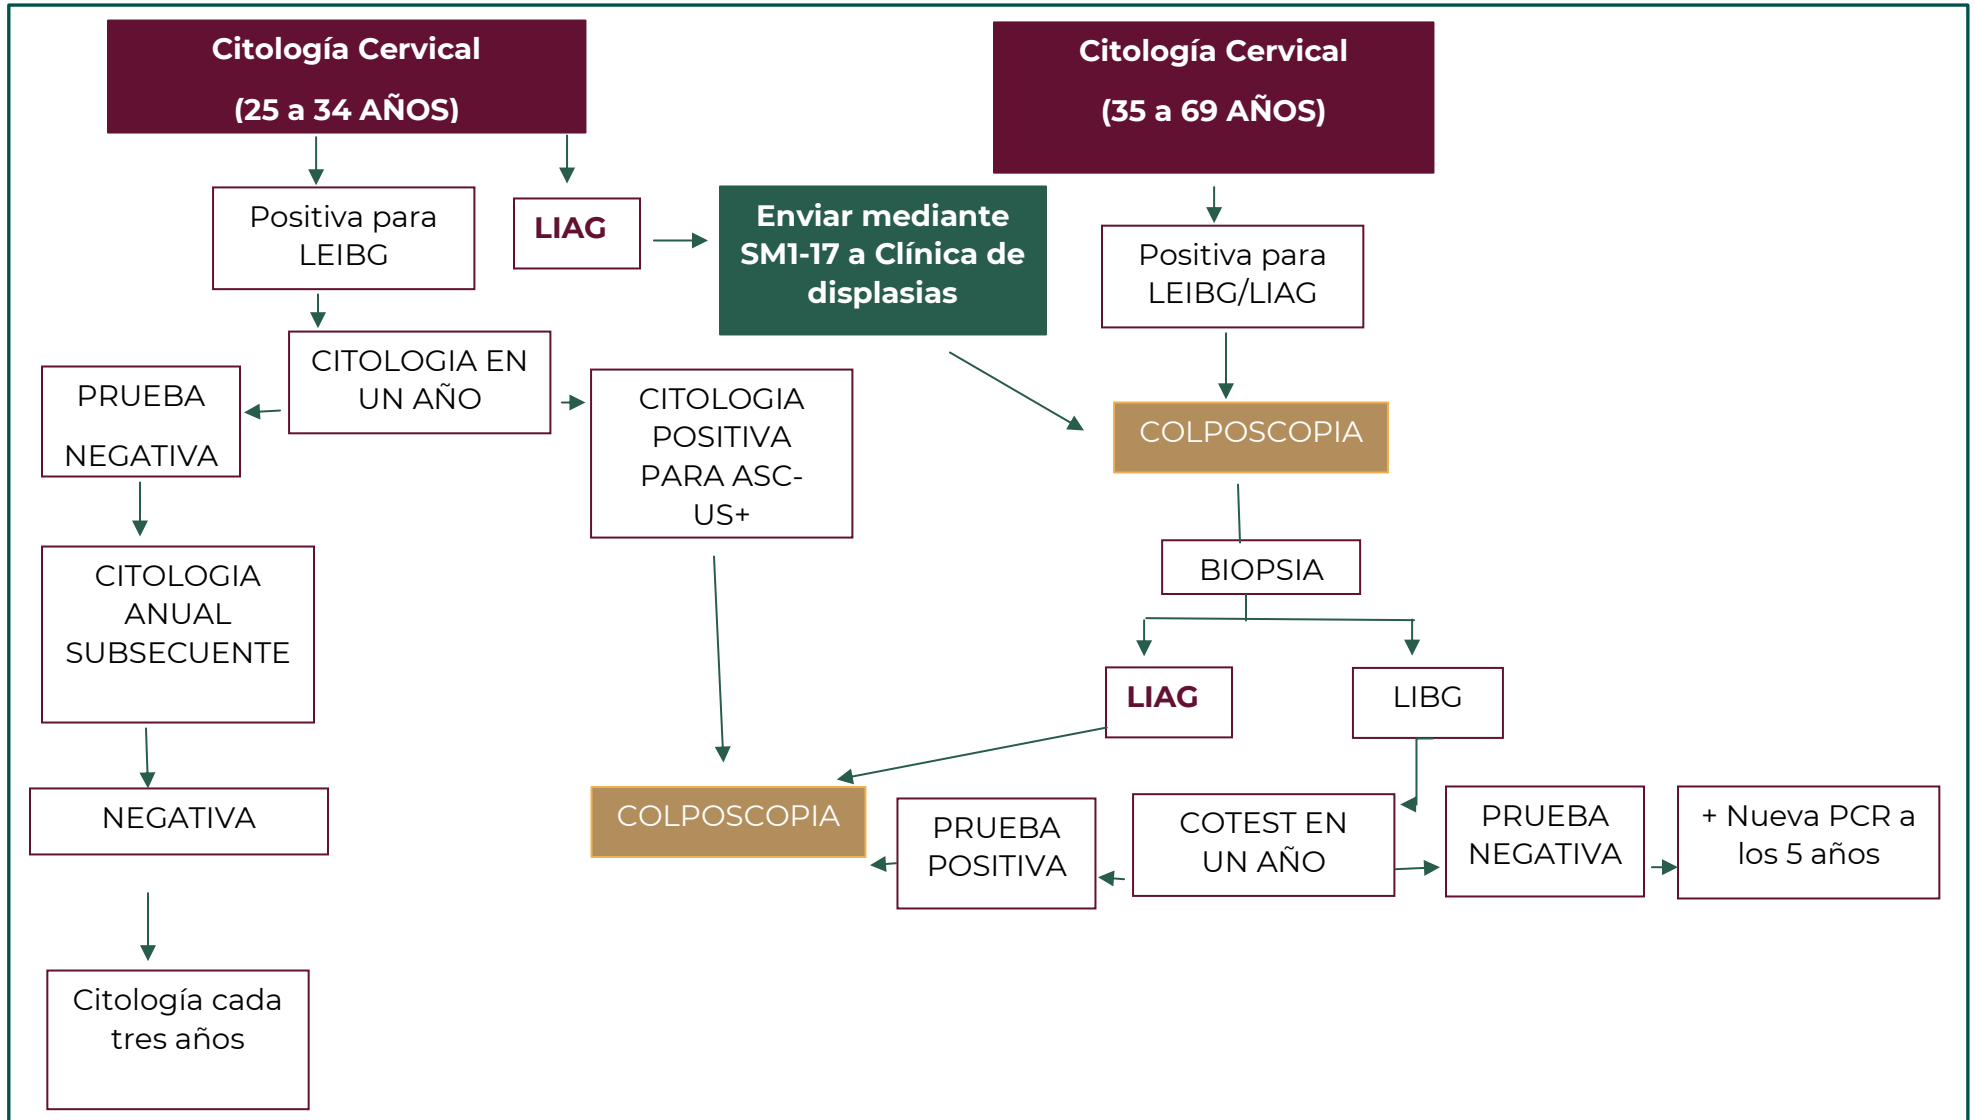 Citología Cervical
(25 a 34 AÑOS)
Citología Cervical
(35 a 69 AÑOS)
Positiva para
LEIBG
LIAG
Enviar mediante
SM1-17 a Clínica de
displasias
Positiva para
LEIBG/LIAG
CITOLOGIA EN
UN AÑO
PRUEBA
NEGATIVA
CITOLOGIA
POSITIVA
PARA ASC-
US+
COLPOSCOPIA
CITOLOGIA
ANUAL
SUBSECUENTE
BIOPSIA
LIAG
LIBG
NEGATIVA
COLPOSCOPIA
PRUEBA
POSITIVA
COTEST EN
UN AÑO
PRUEBA
NEGATIVA
+ Nueva PCR a
los 5 años
Citología cada
tres años